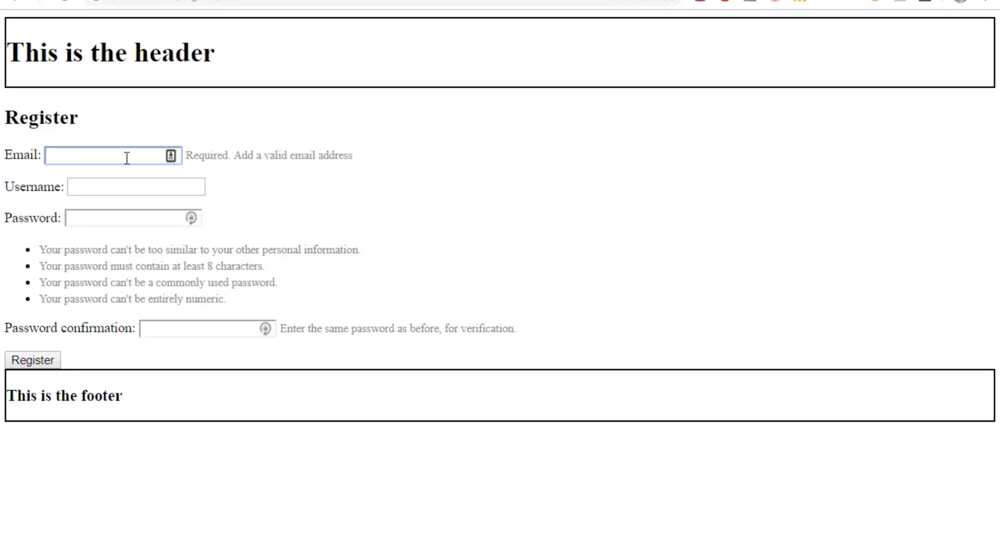 This is the header
Register
Email: Required. Add a valid email address
Username:
Password:
Your password can't be too similar to your other personal information.
Your password must contain at least 8 characters.
Your password can't be a commonly used password.
Your password can't be entirely numeric.
Password confirmation: Enter the same password as before, for verification.
Register
This is the footer